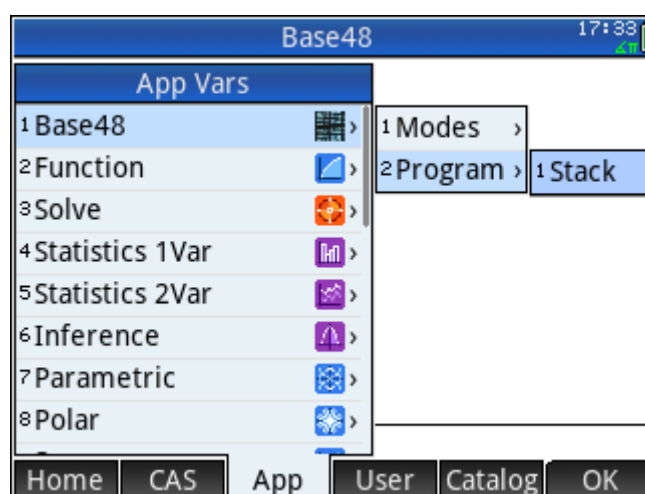 Base48
17:33
∡π
App Vars
1 Base48
2 Function
3 Solve
4 Statistics 1Var
5 Statistics 2Var
6 Inference
7 Parametric
8 Polar
1 Modes
2 Program
1 Stack
Home CAS App User Catalog OK